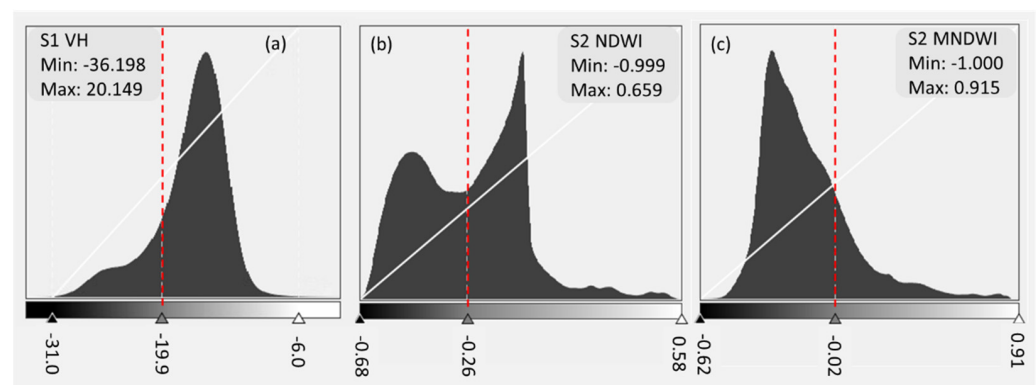 S1 VH
Min: -36.198
Max: 20.149
(a)
-31.0
-19.9
-6.0
(b)
S2 NDWI
Min: -0.999
Max: 0.659
-0.68
-0.26
0.58
(c)
S2 MNDWI
Min: -1.000
Max: 0.915
-0.62
-0.02
0.91